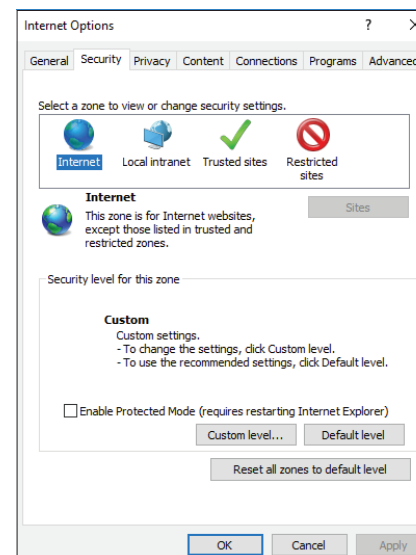 Internet Options ?
General Security Privacy Content Connections Programs Advanced
Select a zone to view or change security settings.
Internet Local intranet Trusted sites Restricted
sites
Internet
Sites
This zone is for Internet websites,
except those listed in trusted and
restricted zones.
Security level for this zone
Custom
Custom settings.
- To change the settings, click Custom level.
- To use the recommended settings, click Default level.
Enable Protected Mode (requires restarting Internet Explorer)
Custom level... Default level
Reset all zones to default level
OK Cancel Apply